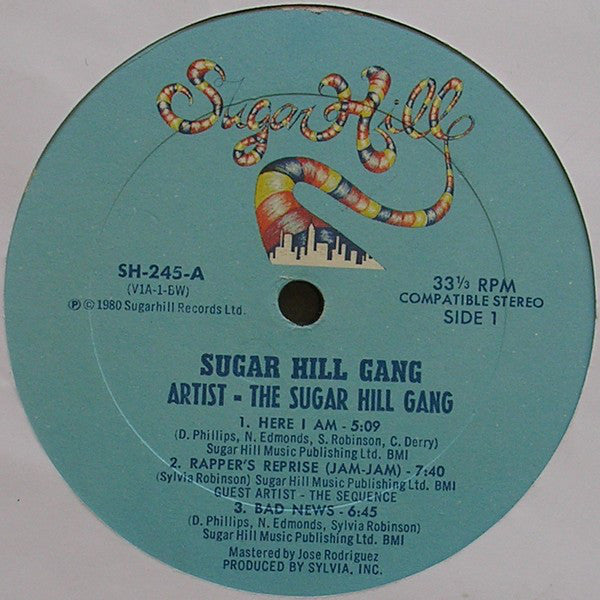 Sugar Hill
SH-245-A
(V1A-1-BW)
℗ © 1980 Sugarhill Records Ltd.
33⅓ RPM
COMPATIBLE STEREO
SIDE 1
SUGAR HILL GANG
ARTIST - THE SUGAR HILL GANG
1. HERE I AM - 5:09
(D. Phillips, N. Edmonds, S. Robinson, C. Derry)
Sugar Hill Music Publishing Ltd. BMI
2. RAPPER'S REPRISE (JAM-JAM) - 7:40
(Sylvia Robinson) Sugar Hill Music Publishing Ltd. BMI
GUEST ARTIST - THE SEQUENCE
3. BAD NEWS - 6:45
(D. Phillips, N. Edmonds, Sylvia Robinson)
Sugar Hill Music Publishing Ltd. BMI
Mastered by Jose Rodriguez
PRODUCED BY SYLVIA, INC.